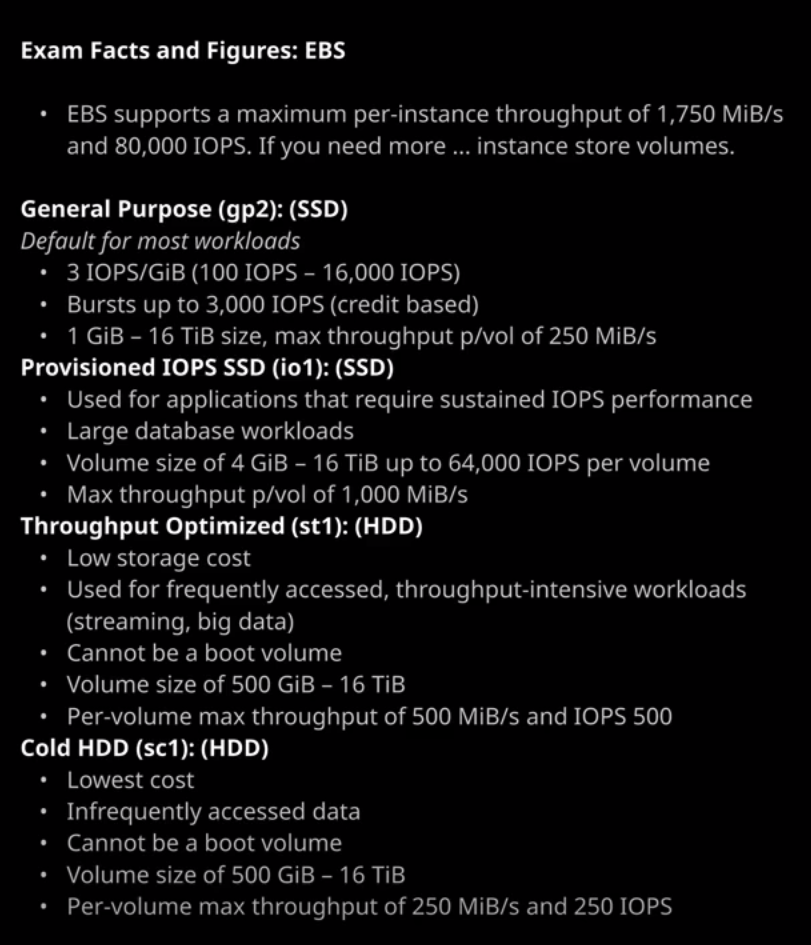 Exam Facts and Figures: EBS
• EBS supports a maximum per-instance throughput of 1,750 MiB/s
and 80,000 IOPS. If you need more ... instance store volumes.
General Purpose (gp2): (SSD)
Default for most workloads
• 3 IOPS/GiB (100 IOPS – 16,000 IOPS)
• Bursts up to 3,000 IOPS (credit based)
• 1 GiB – 16 TiB size, max throughput p/vol of 250 MiB/s
Provisioned IOPS SSD (io1): (SSD)
• Used for applications that require sustained IOPS performance
• Large database workloads
• Volume size of 4 GiB – 16 TiB up to 64,000 IOPS per volume
• Max throughput p/vol of 1,000 MiB/s
Throughput Optimized (st1): (HDD)
• Low storage cost
• Used for frequently accessed, throughput-intensive workloads
(streaming, big data)
• Cannot be a boot volume
• Volume size of 500 GiB – 16 TiB
• Per-volume max throughput of 500 MiB/s and IOPS 500
Cold HDD (sc1): (HDD)
• Lowest cost
• Infrequently accessed data
• Cannot be a boot volume
• Volume size of 500 GiB – 16 TiB
• Per-volume max throughput of 250 MiB/s and 250 IOPS